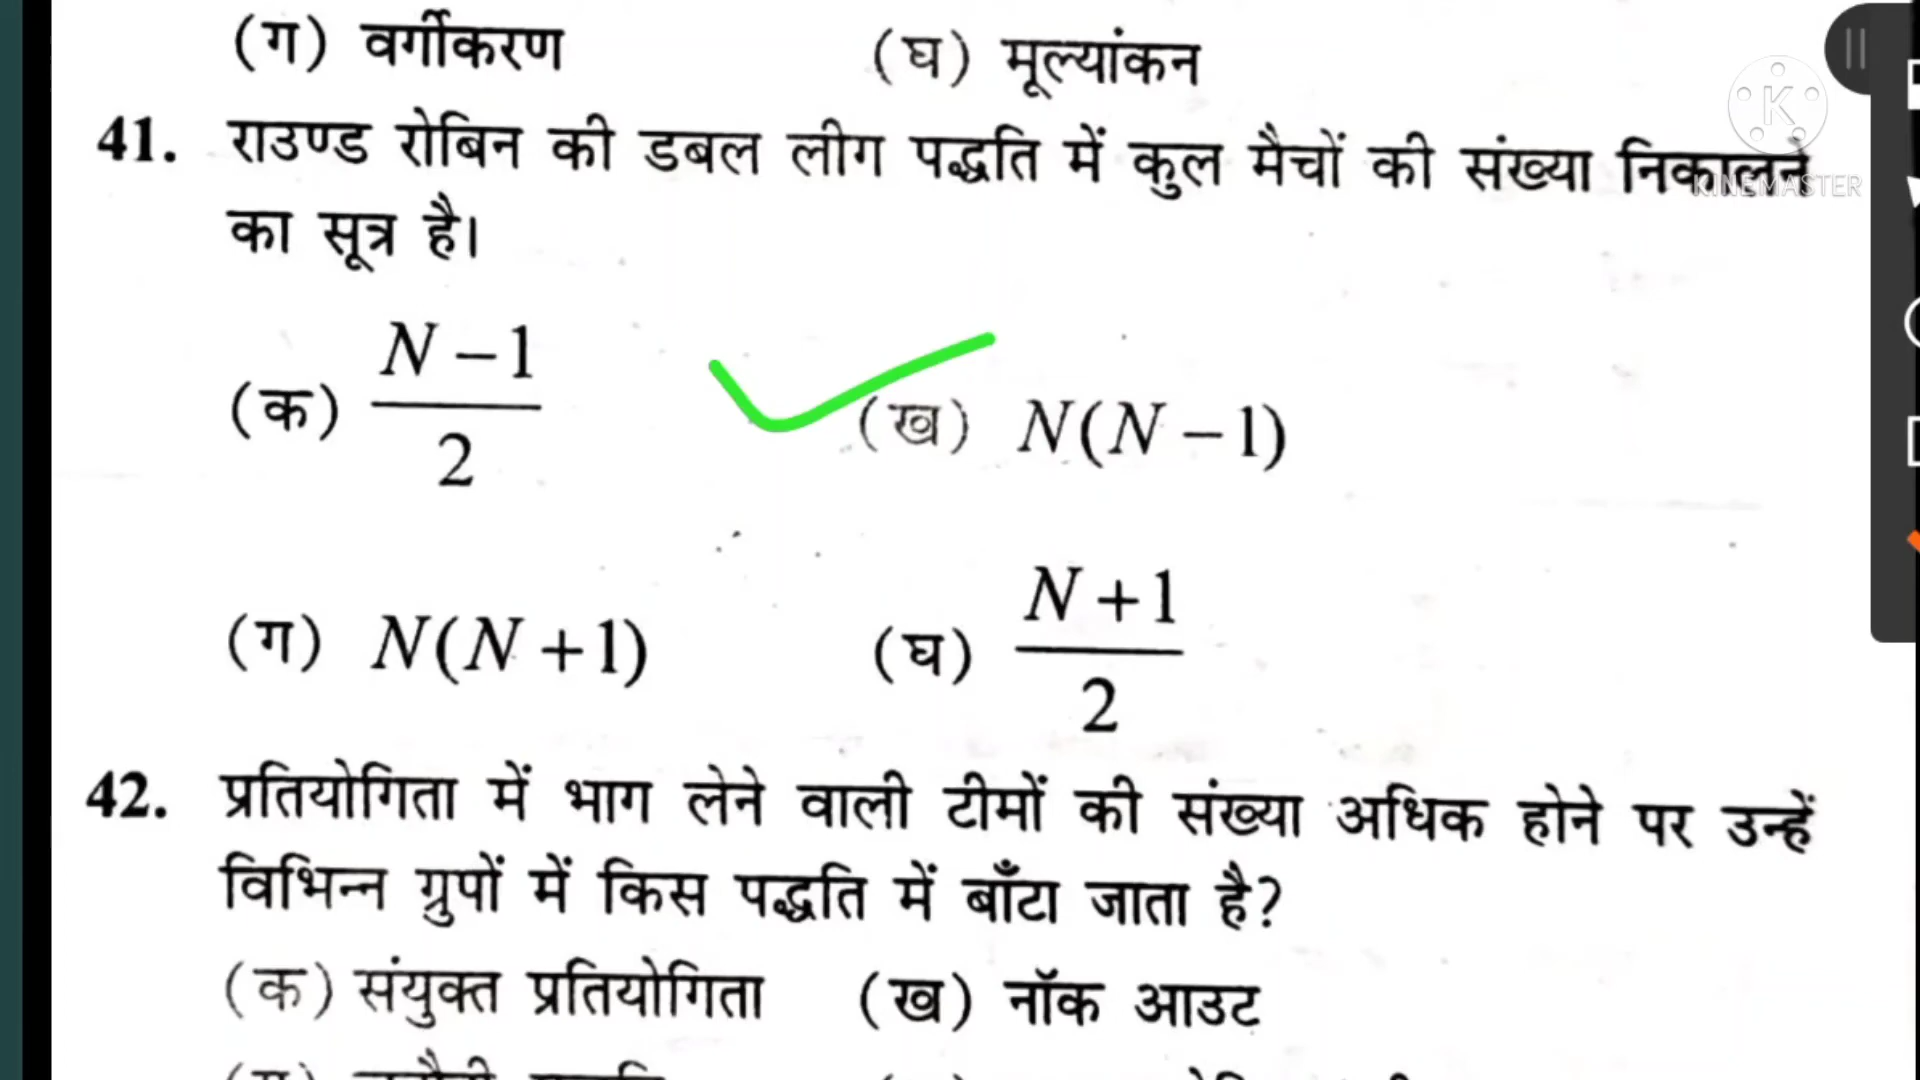 (ग) वर्गीकरण (घ) मूल्यांकन
41. राउण्ड रोबिन की डबल लीग पद्धति में कुल मैचों की संख्या निकालने
का सूत्र है।
(क) N – 1 / 2 (ख) N(N – 1)
(ग) N(N + 1) (घ) N + 1 / 2
42. प्रतियोगिता में भाग लेने वाली टीमों की संख्या अधिक होने पर उन्हें
विभिन्न ग्रुपों में किस पद्धति में बाँटा जाता है?
(क) संयुक्त प्रतियोगिता (ख) नॉक आउट
K
KINEMASTER